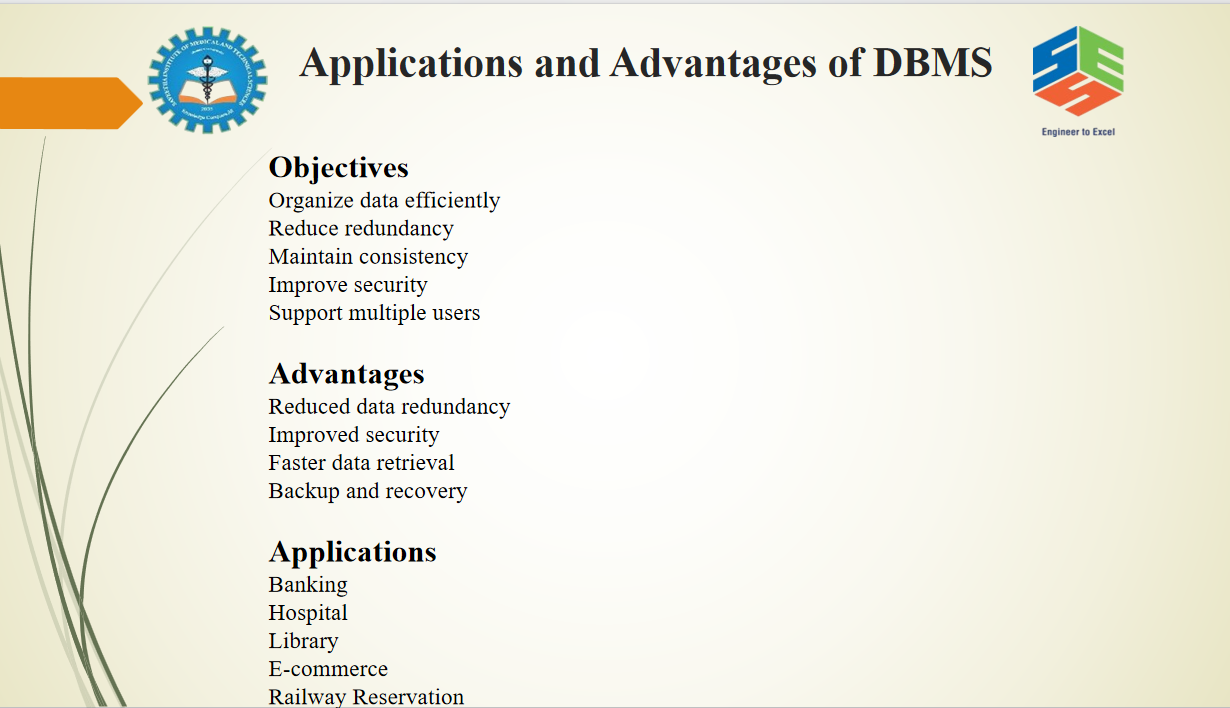 Applications and Advantages of DBMS
Engineer to Excel
Objectives
Organize data efficiently
Reduce redundancy
Maintain consistency
Improve security
Support multiple users
Advantages
Reduced data redundancy
Improved security
Faster data retrieval
Backup and recovery
Applications
Banking
Hospital
Library
E-commerce
Railway Reservation